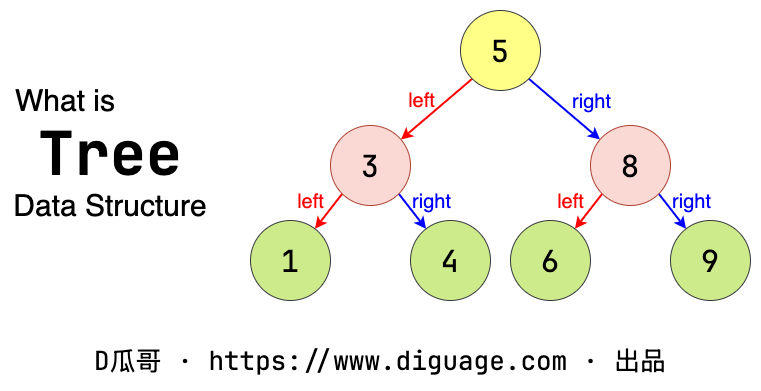 What is
Tree
Data Structure
5
left
right
3
8
left
right
left
right
1
4
6
9
D瓜哥 · https://www.diguage.com · 出品